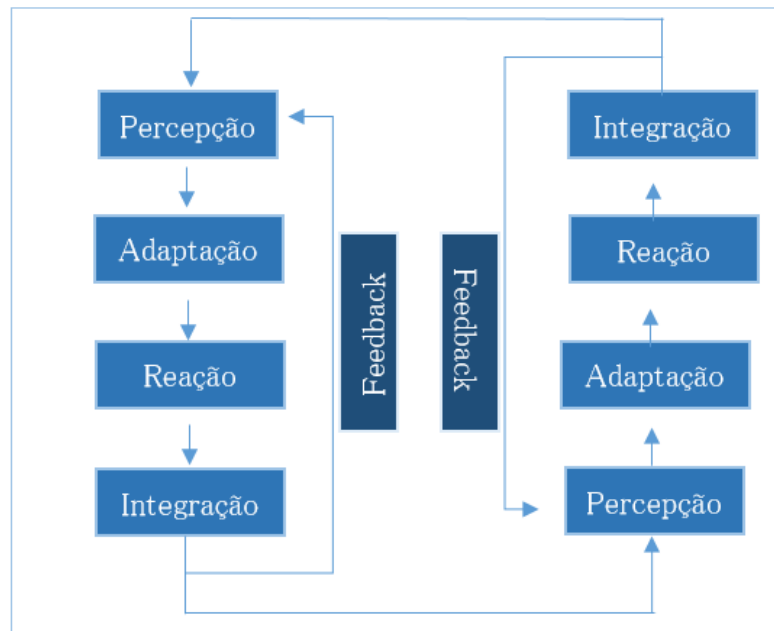 Percepção
Adaptação
Reação
Integração
Feedback
Feedback
Integração
Reação
Adaptação
Percepção